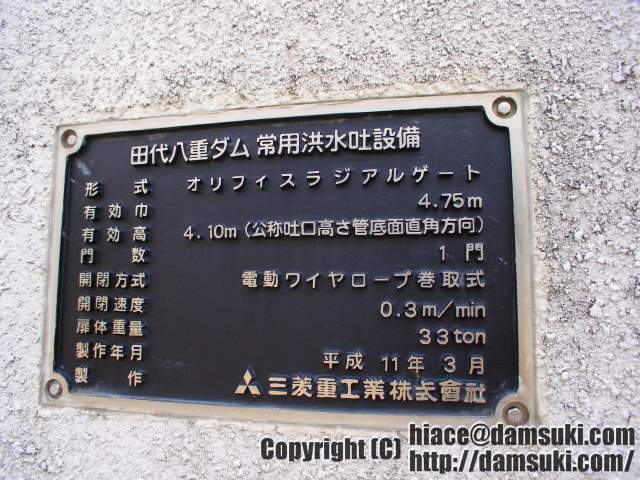 田代八重ダム 常用洪水吐設備
形式 オリフィスラジアルゲート
有効巾 4.75m
有効高 4.10m(公称吐口高さ管底面直角方向)
門数 1門
開閉方式 電動ワイヤロープ巻取式
開閉速度 0.3m/min
扉体重量 33ton
製作年月 平成 11年 3月
製作 三菱重工業株式會社
Copyright (C) hiace@damsuki.com
http://damsuki.com/